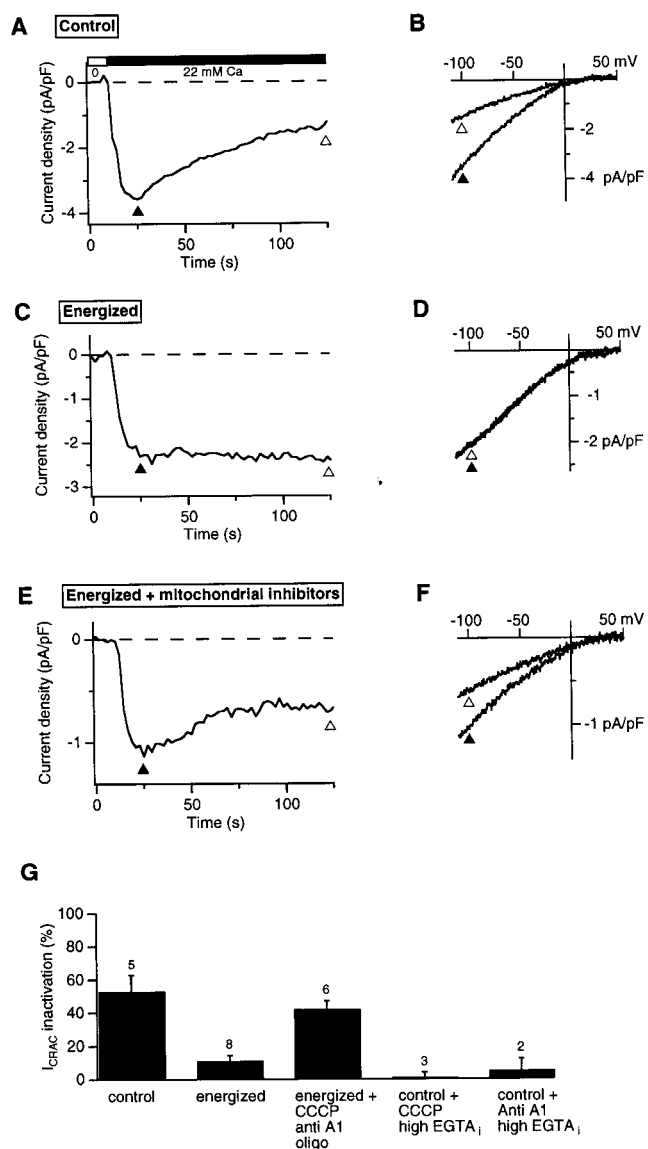 A
Control
B
0
22 mM Ca
0
-2
-4
Current density (pA/pF)
0
50
100
Time (s)
-100
-50
50 mV
-2
-4
pA/pF
C
Energized
D
0
-1
-2
-3
Current density (pA/pF)
0
50
100
Time (s)
-100
-50
50 mV
-1
-2
pA/pF
E
Energized + mitochondrial inhibitors
F
0
-1
Current density (pA/pF)
0
50
100
Time (s)
-100
-50
50 mV
-1 pA/pF
G
100
80
60
40
20
0
ICRAC inactivation (%)
5
8
6
3
2
control
energized
energized +
CCCP
anti A1
oligo
control +
CCCP
high EGTAi
control +
Anti A1
high EGTAi